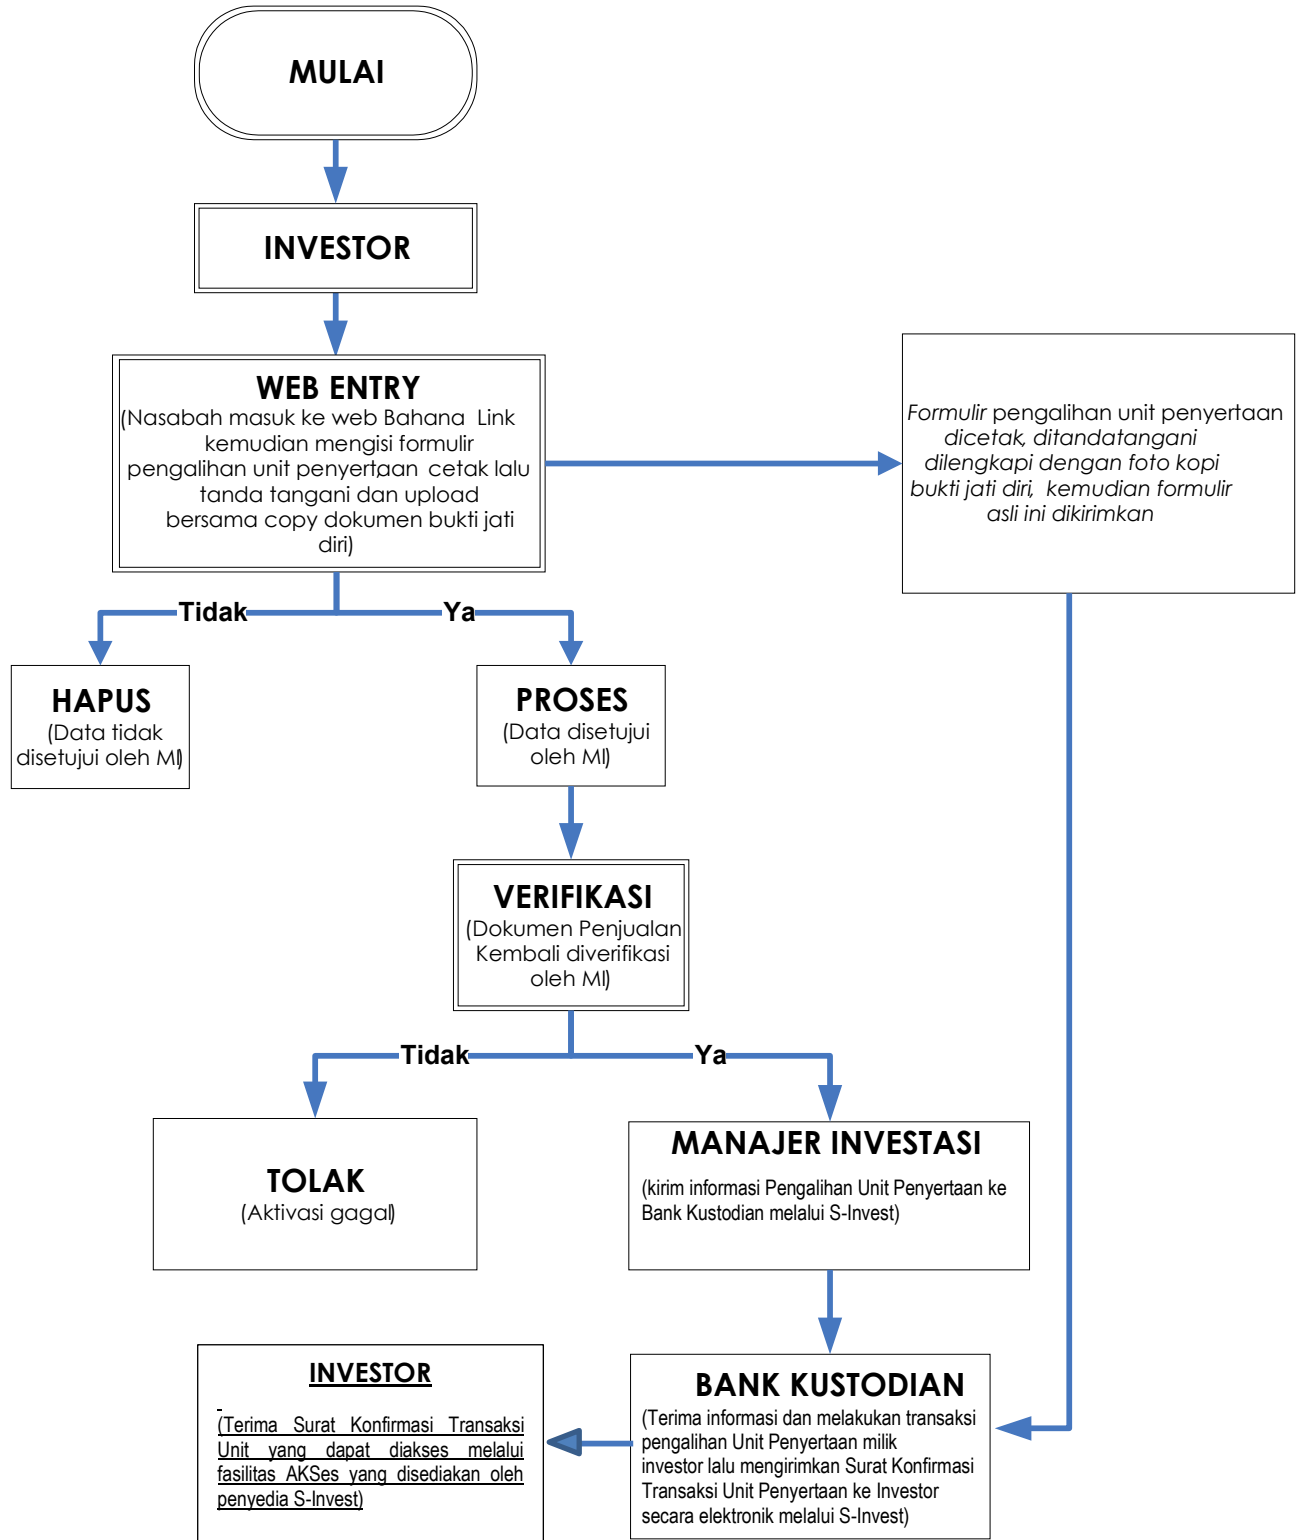 MULAI
INVESTOR
WEB ENTRY
(Nasabah masuk ke web Bahana Link
kemudian mengisi formulir
pengalihan unit penyertaan, cetak lalu
tanda tangani dan upload
bersama copy dokumen bukti jati
diri)
Formulir pengalihan unit penyertaan
dicetak, ditandatangani
dilengkapi dengan foto kopi
bukti jati diri, kemudian formulir
asli ini dikirimkan
Tidak
Ya
HAPUS
(Data tidak
disetujui oleh MI)
PROSES
(Data disetujui
oleh MI)
VERIFIKASI
(Dokumen Penjualan
Kembali diverifikasi
oleh MI)
Tidak
Ya
TOLAK
(Aktivasi gagal)
MANAJER INVESTASI
(kirim informasi Pengalihan Unit Penyertaan ke
Bank Kustodian melalui S-Invest)
INVESTOR
(Terima Surat Konfirmasi Transaksi
Unit yang dapat diakses melalui
fasilitas AKSes yang disediakan oleh
penyedia S-Invest)
BANK KUSTODIAN
(Terima informasi dan melakukan transaksi
pengalihan Unit Penyertaan milik
investor lalu mengirimkan Surat Konfirmasi
Transaksi Unit Penyertaan ke Investor
secara elektronik melalui S-Invest)